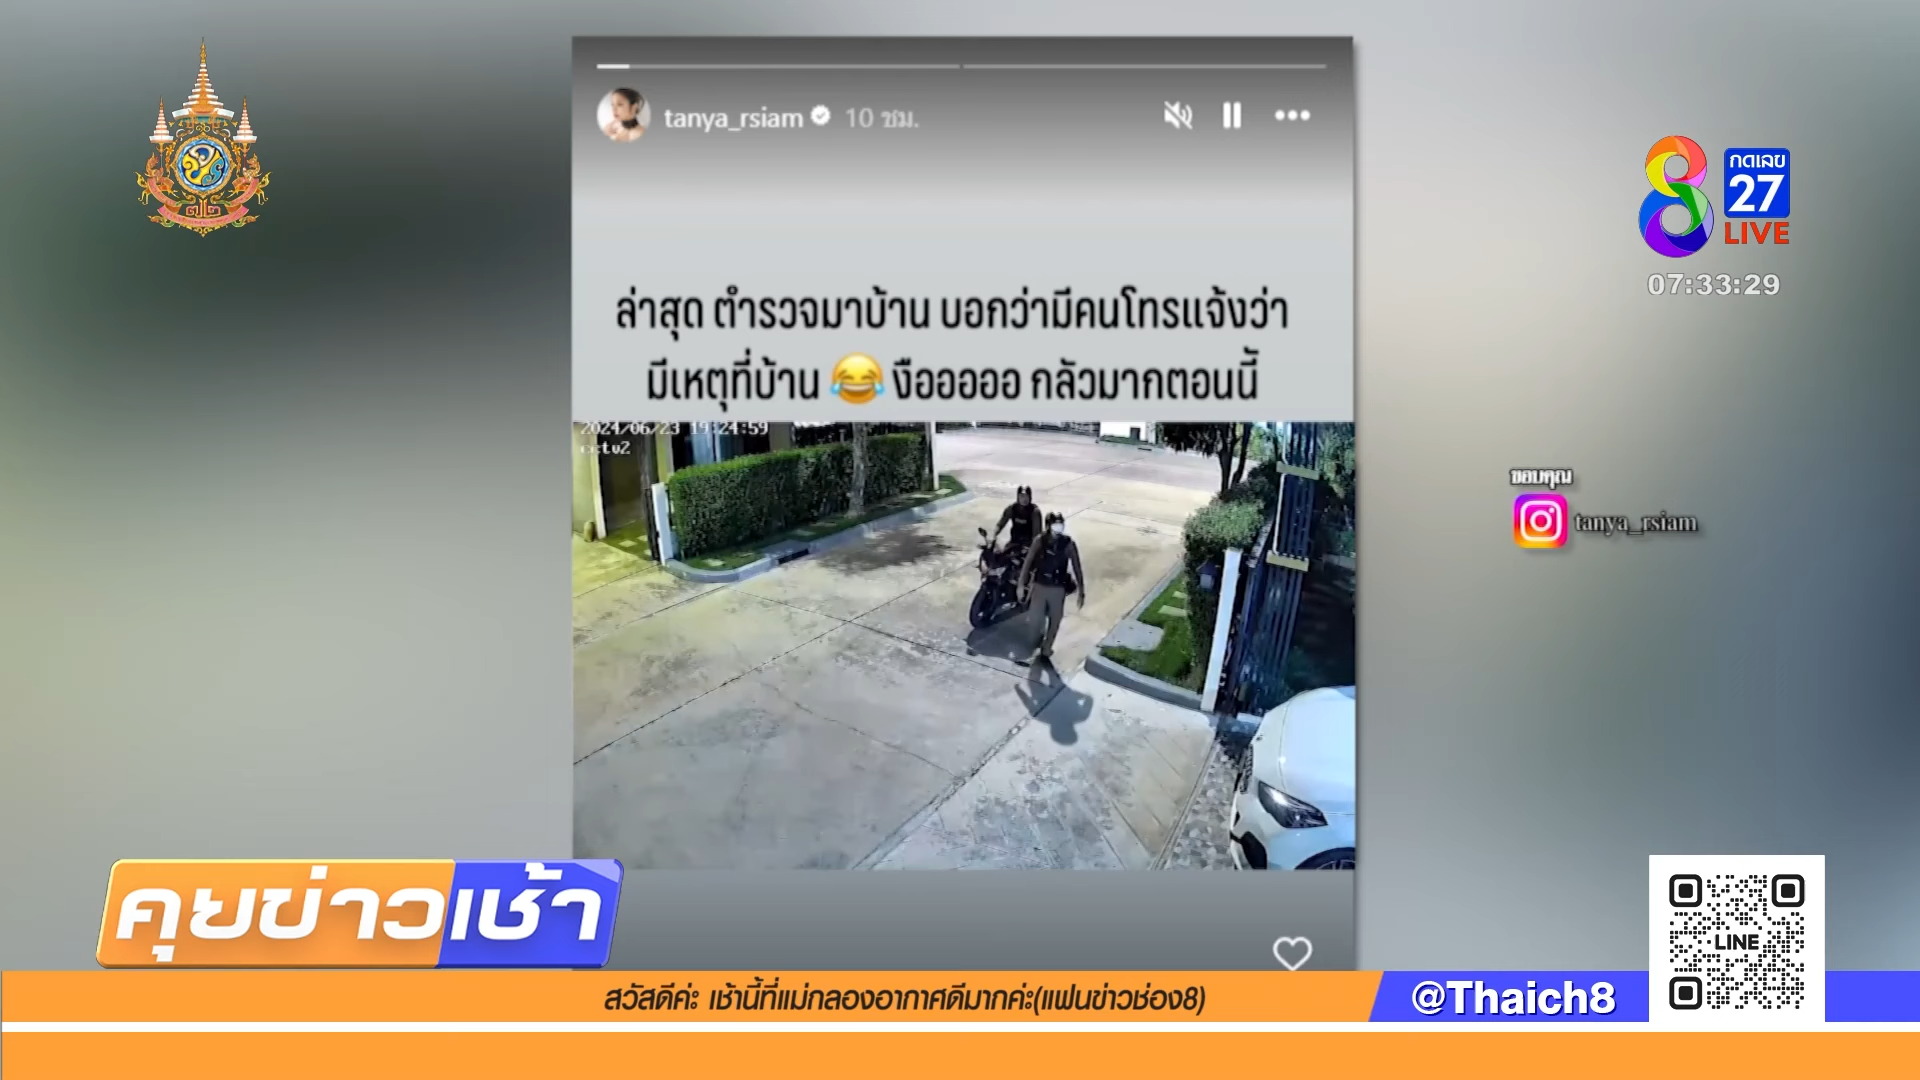 tanya_rsiam 10 ชม.
กดเลข
27
LIVE
07:33:29
ล่าสุด ตำรวจมาบ้าน บอกว่ามีคนโทรแจ้งว่า
มีเหตุที่บ้าน 😂 งือออออ กลัวมากตอนนี้
2024/06/23 19:24:59
cctv2
ขอบคุณ
tanya_rsiam
คุยข่าวเช้า
LINE
สวัสดีค่ะ เช้านี้ที่แม่กลองอากาศดีมากค่ะ(แฟนข่าวช่อง8)
@Thaich8